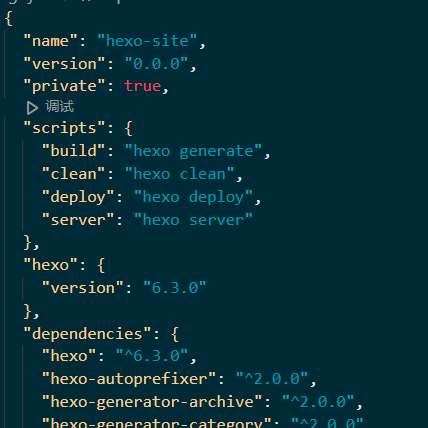 {
"name": "hexo-site",
"version": "0.0.0",
"private": true,
调试
"scripts": {
"build": "hexo generate",
"clean": "hexo clean",
"deploy": "hexo deploy",
"server": "hexo server"
},
"hexo": {
"version": "6.3.0"
},
"dependencies": {
"hexo": "^6.3.0",
"hexo-autoprefixer": "^2.0.0",
"hexo-generator-archive": "^2.0.0",
"hexo-generator-category": "^2.0.0"